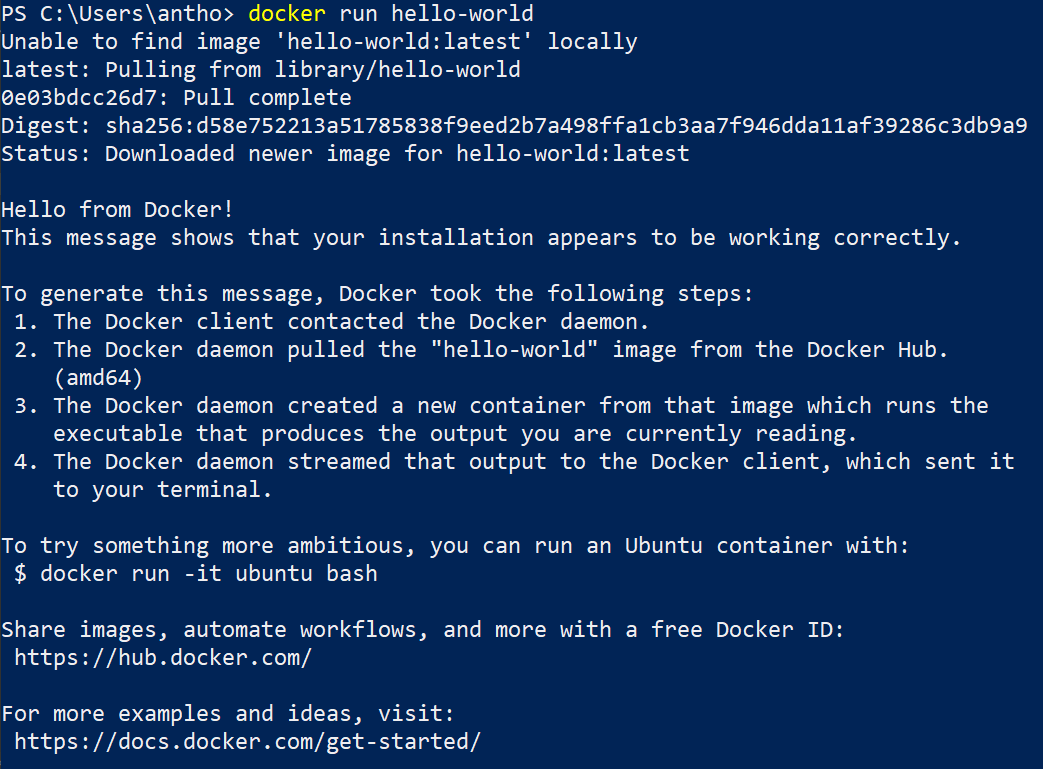 PS C:\Users\antho> docker run hello-world
Unable to find image 'hello-world:latest' locally
latest: Pulling from library/hello-world
0e03bdcc26d7: Pull complete
Digest: sha256:d58e752213a51785838f9eed2b7a498ffa1cb3aa7f946dda11af39286c3db9a9
Status: Downloaded newer image for hello-world:latest

Hello from Docker!
This message shows that your installation appears to be working correctly.

To generate this message, Docker took the following steps:
 1. The Docker client contacted the Docker daemon.
 2. The Docker daemon pulled the "hello-world" image from the Docker Hub.
    (amd64)
 3. The Docker daemon created a new container from that image which runs the
    executable that produces the output you are currently reading.
 4. The Docker daemon streamed that output to the Docker client, which sent it
    to your terminal.

To try something more ambitious, you can run an Ubuntu container with:
 $ docker run -it ubuntu bash

Share images, automate workflows, and more with a free Docker ID:
 https://hub.docker.com/

For more examples and ideas, visit:
 https://docs.docker.com/get-started/